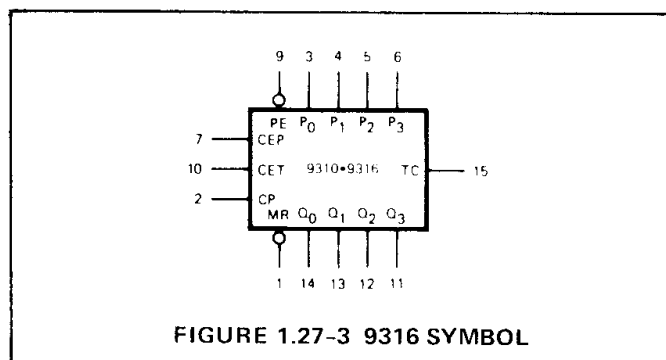 9 3 4 5 6
PE P0 P1 P2 P3
7 CEP
10 CET 9310•9316 TC 15
2 CP
MR Q0 Q1 Q2 Q3
1 14 13 12 11
FIGURE 1.27-3 9316 SYMBOL